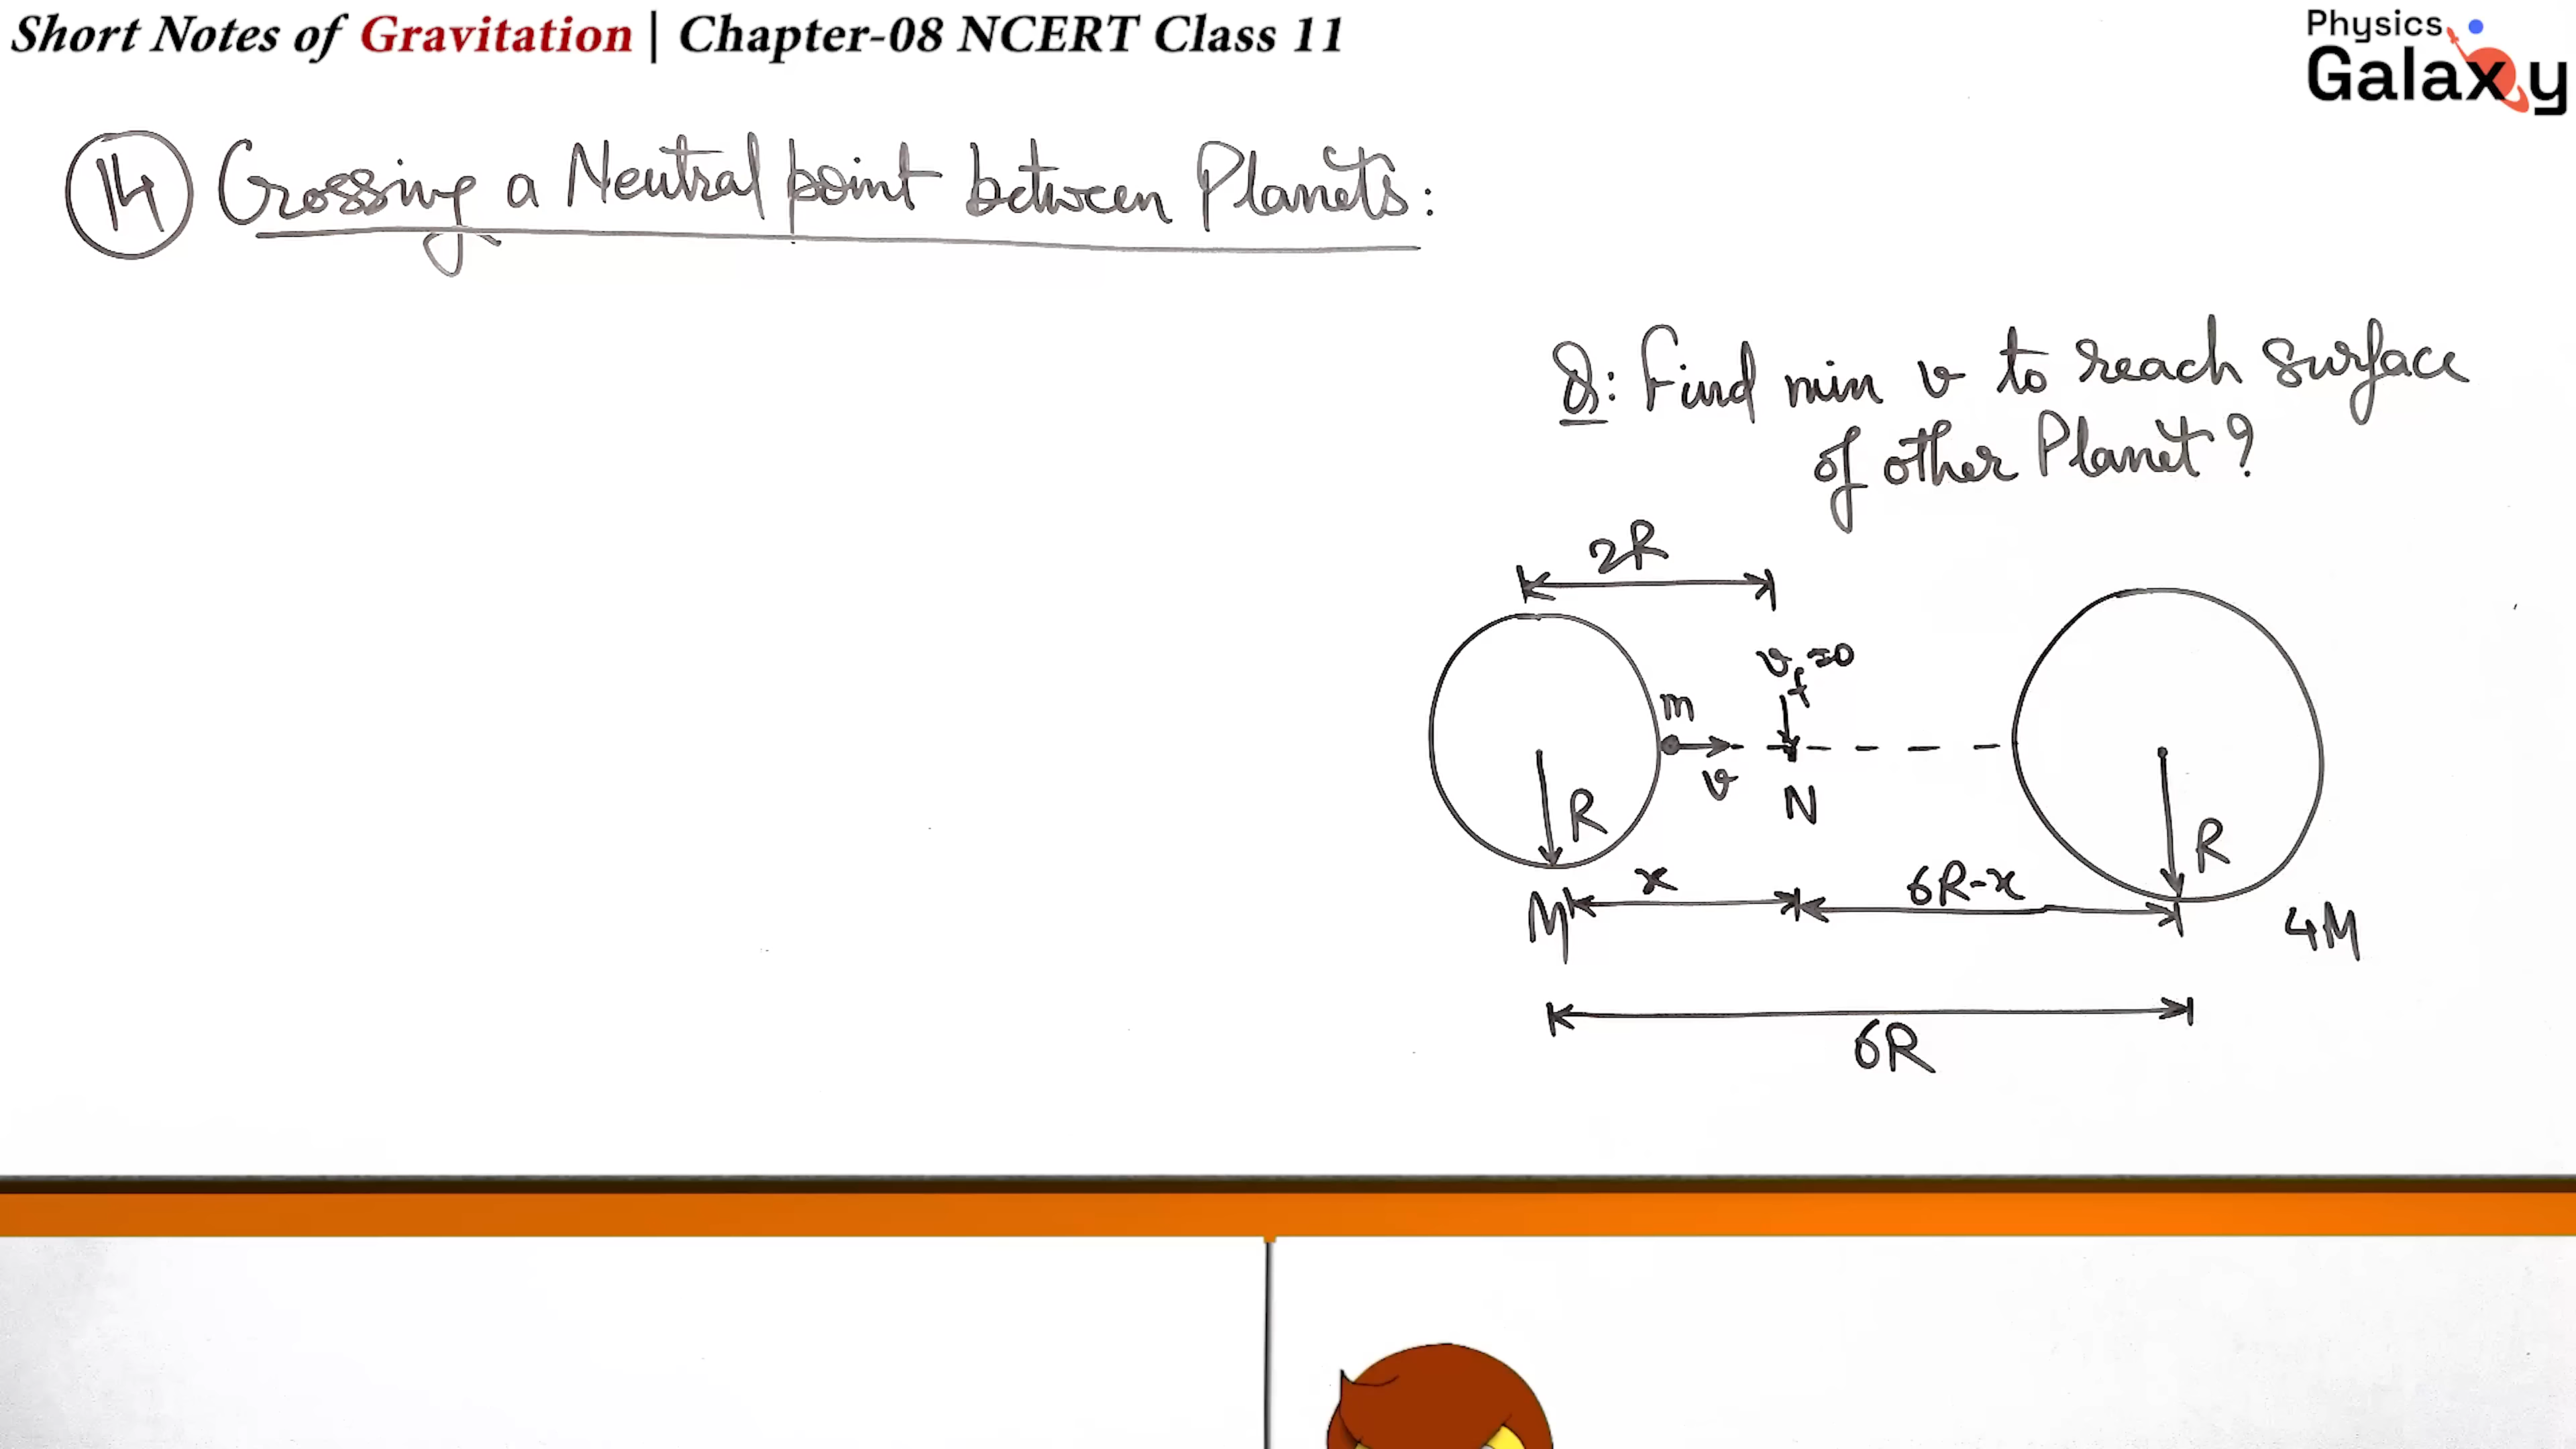 Short Notes of Gravitation | Chapter-08 NCERT Class 11
Physics
Galaxy
14 Crossing a Neutral point between Planets:
Q: Find min v to reach surface
of other Planet?
2R
v_f=0
m
v
N
R
R
x
6R-x
M
4M
6R